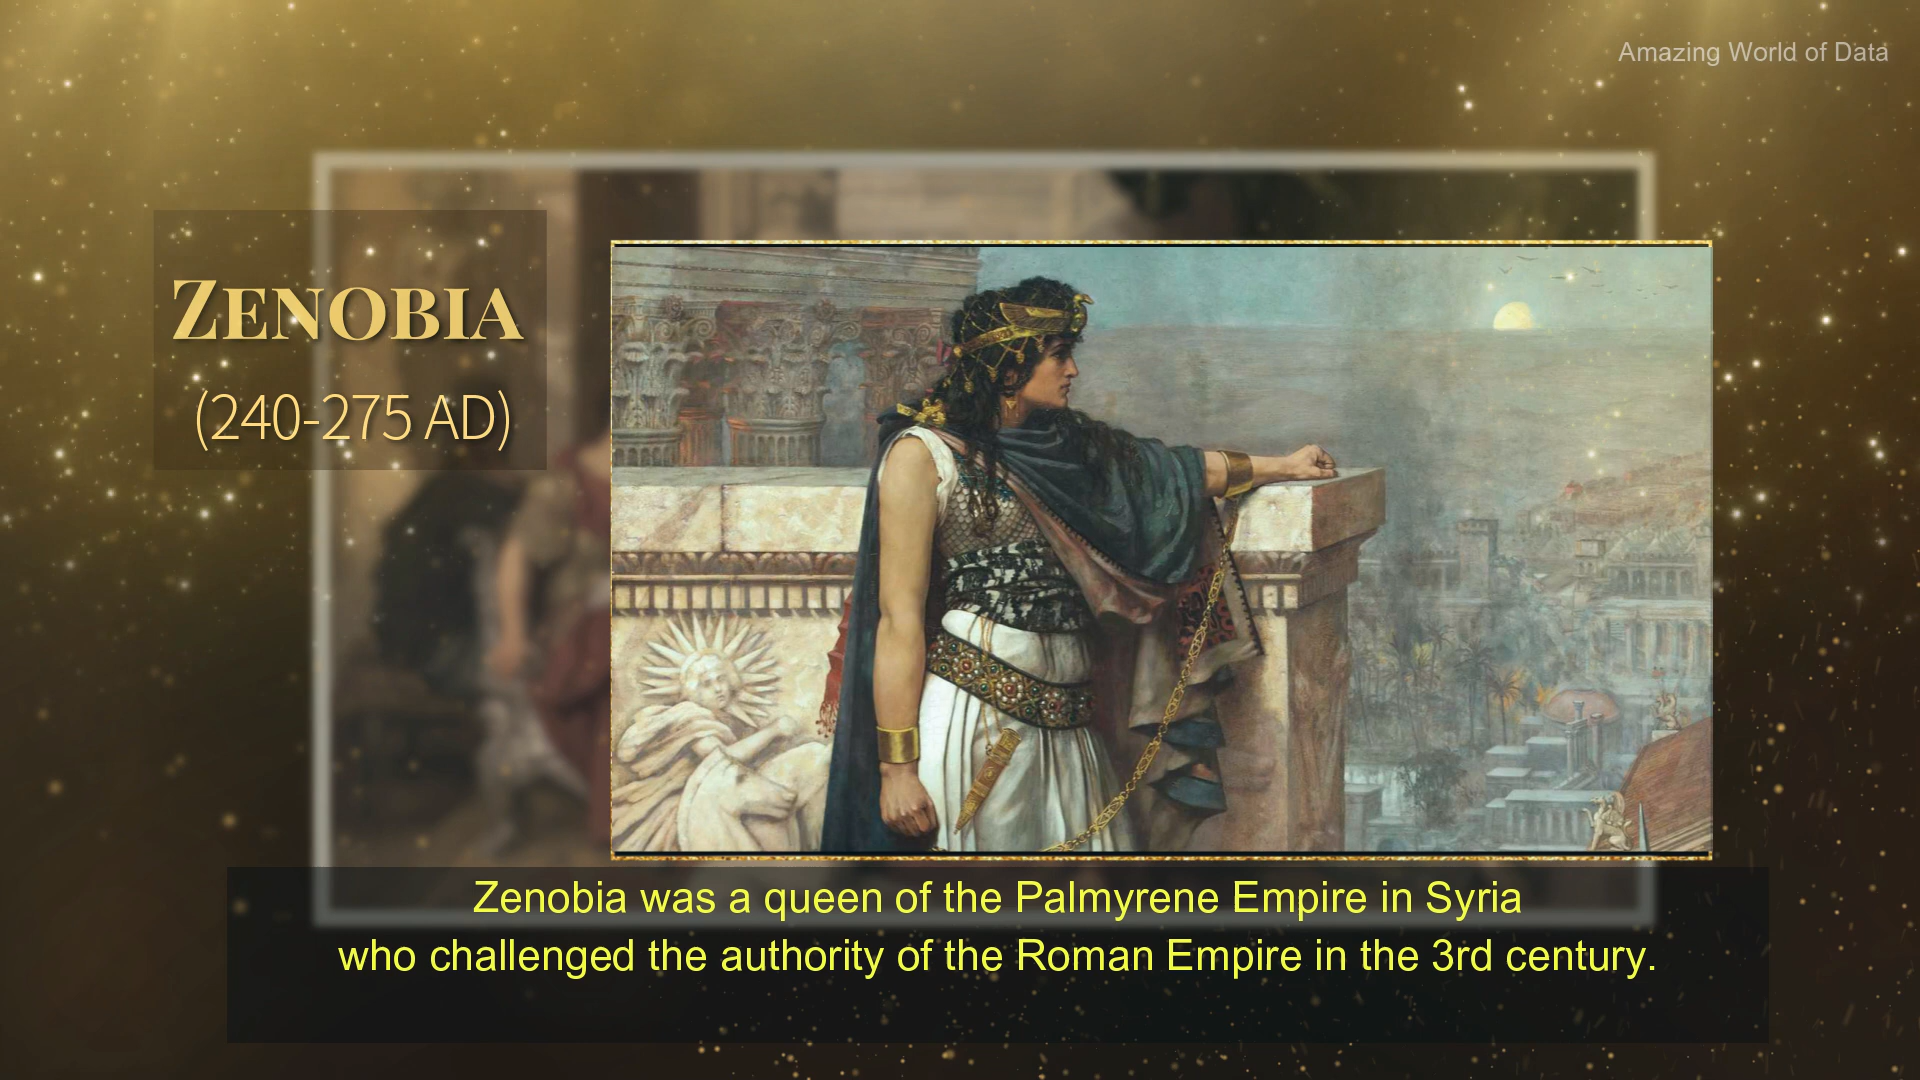 Amazing World of Data
ZENOBIA
(240-275 AD)
Zenobia was a queen of the Palmyrene Empire in Syria
who challenged the authority of the Roman Empire in the 3rd century.